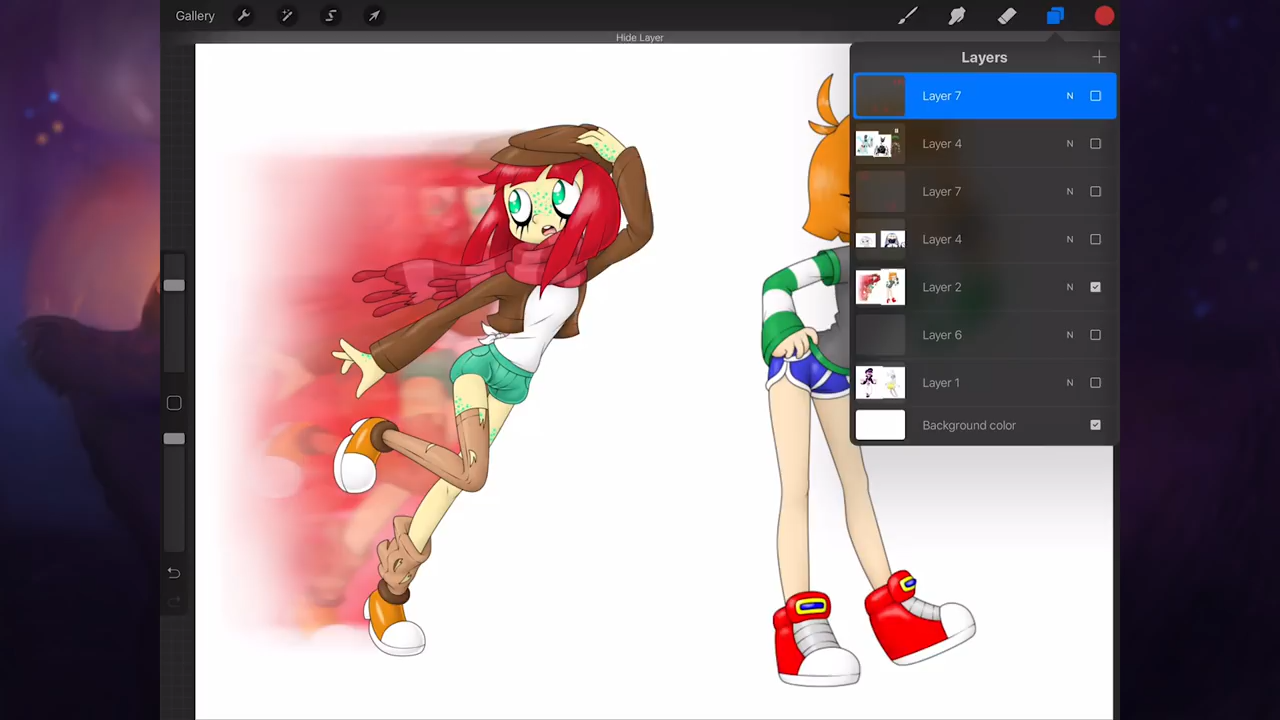 Gallery
Hide Layer
Layers
Layer 7 N
Layer 4 N
Layer 7 N
Layer 4 N
Layer 2 N
Layer 6 N
Layer 1 N
Background color